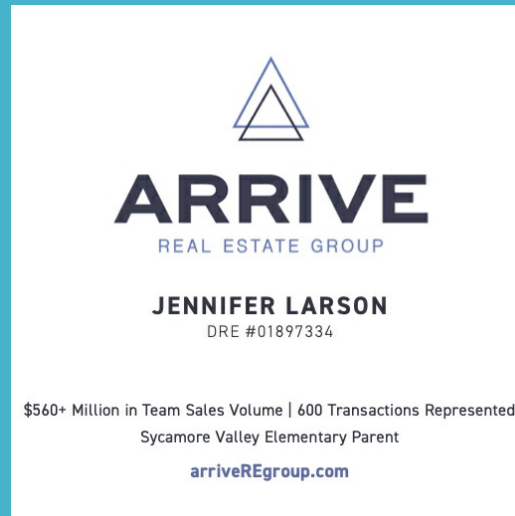 ARRIVE
REAL ESTATE GROUP
JENNIFER LARSON
DRE #01897334
$560+ Million in Team Sales Volume | 600 Transactions Represented
Sycamore Valley Elementary Parent
arriveREgroup.com